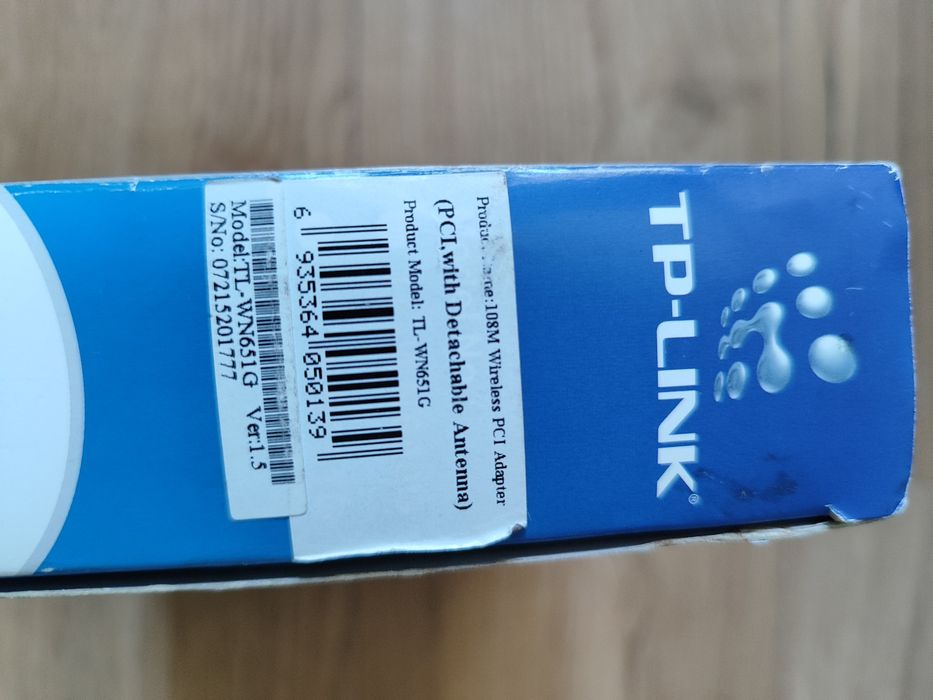 TP-LINK®
:108M Wireless PCI Adapter
(PCI,with Detachable Antenna)
Product Model: TL-WN651G
6 935364 050139
Model:TL-WN651G Ver:1.5
S/No: 07215201777